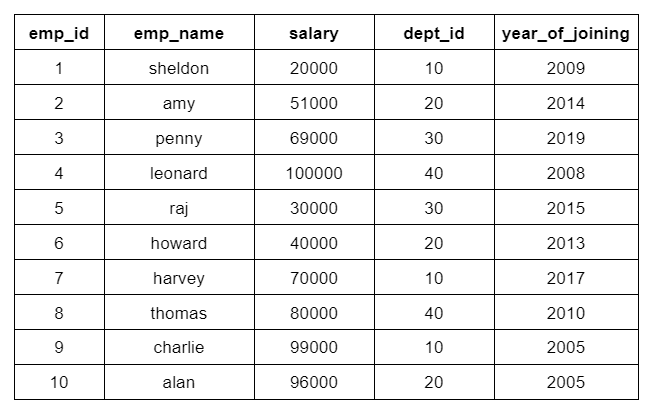 emp_id emp_name salary dept_id year_of_joining
1 sheldon 20000 10 2009
2 amy 51000 20 2014
3 penny 69000 30 2019
4 leonard 100000 40 2008
5 raj 30000 30 2015
6 howard 40000 20 2013
7 harvey 70000 10 2017
8 thomas 80000 40 2010
9 charlie 99000 10 2005
10 alan 96000 20 2005